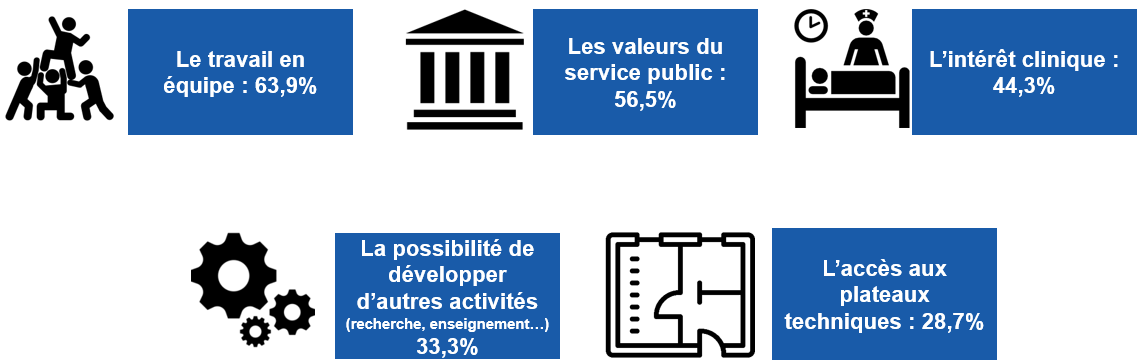 Le travail en
équipe : 63,9%
Les valeurs du
service public :
56,5%
L’intérêt clinique :
44,3%
La possibilité de
développer
d’autres activités
(recherche, enseignement…)
33,3%
L’accès aux
plateaux
techniques : 28,7%